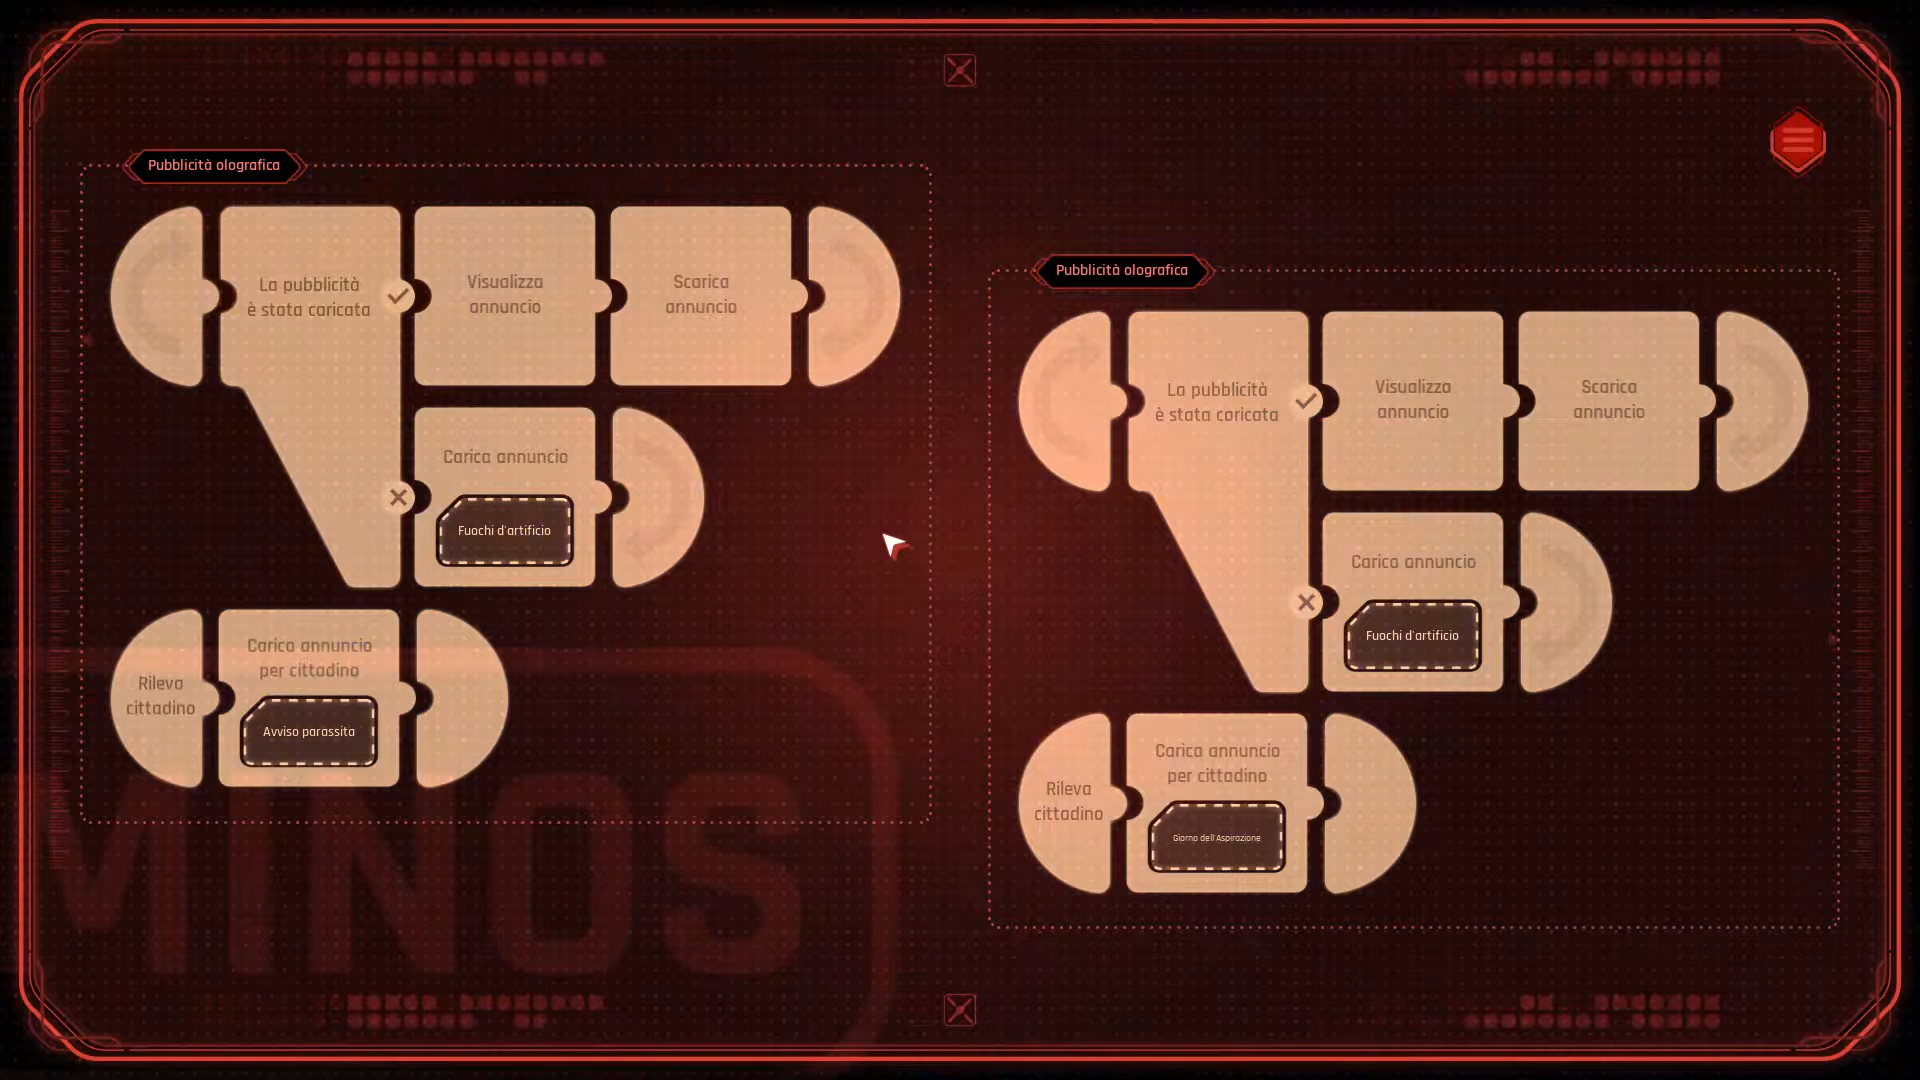 Pubblicità olografica
La pubblicità
è stata caricata
Visualizza
annuncio
Scarica
annuncio
Carica annuncio
Fuochi d'artificio
Rileva
cittadino
Carica annuncio
per cittadino
Avviso parassita
MINOS
Pubblicità olografica
La pubblicità
è stata caricata
Visualizza
annuncio
Scarica
annuncio
Carica annuncio
Fuochi d'artificio
Rileva
cittadino
Carica annuncio
per cittadino
Giorno dell'Aspirazione